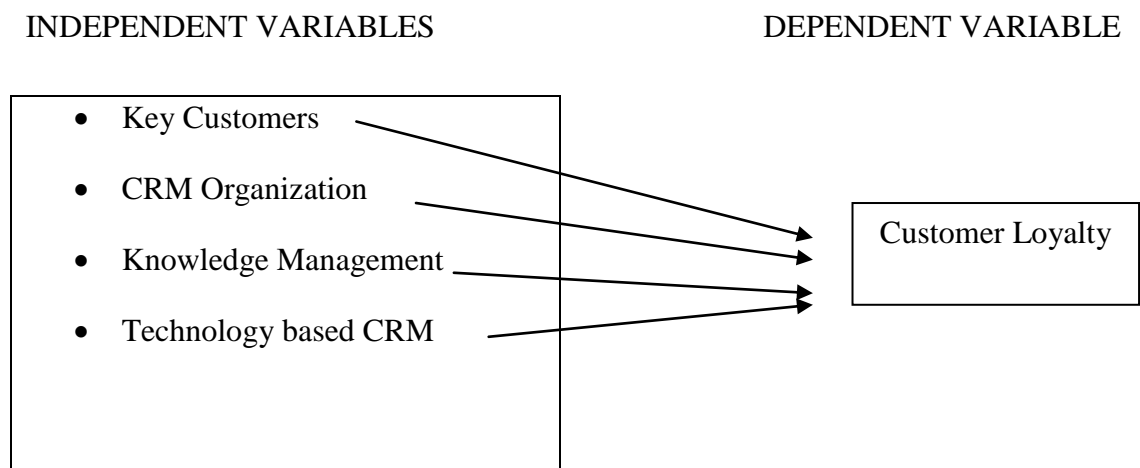 INDEPENDENT VARIABLES DEPENDENT VARIABLE
• Key Customers
• CRM Organization
• Knowledge Management
• Technology based CRM
Customer Loyalty